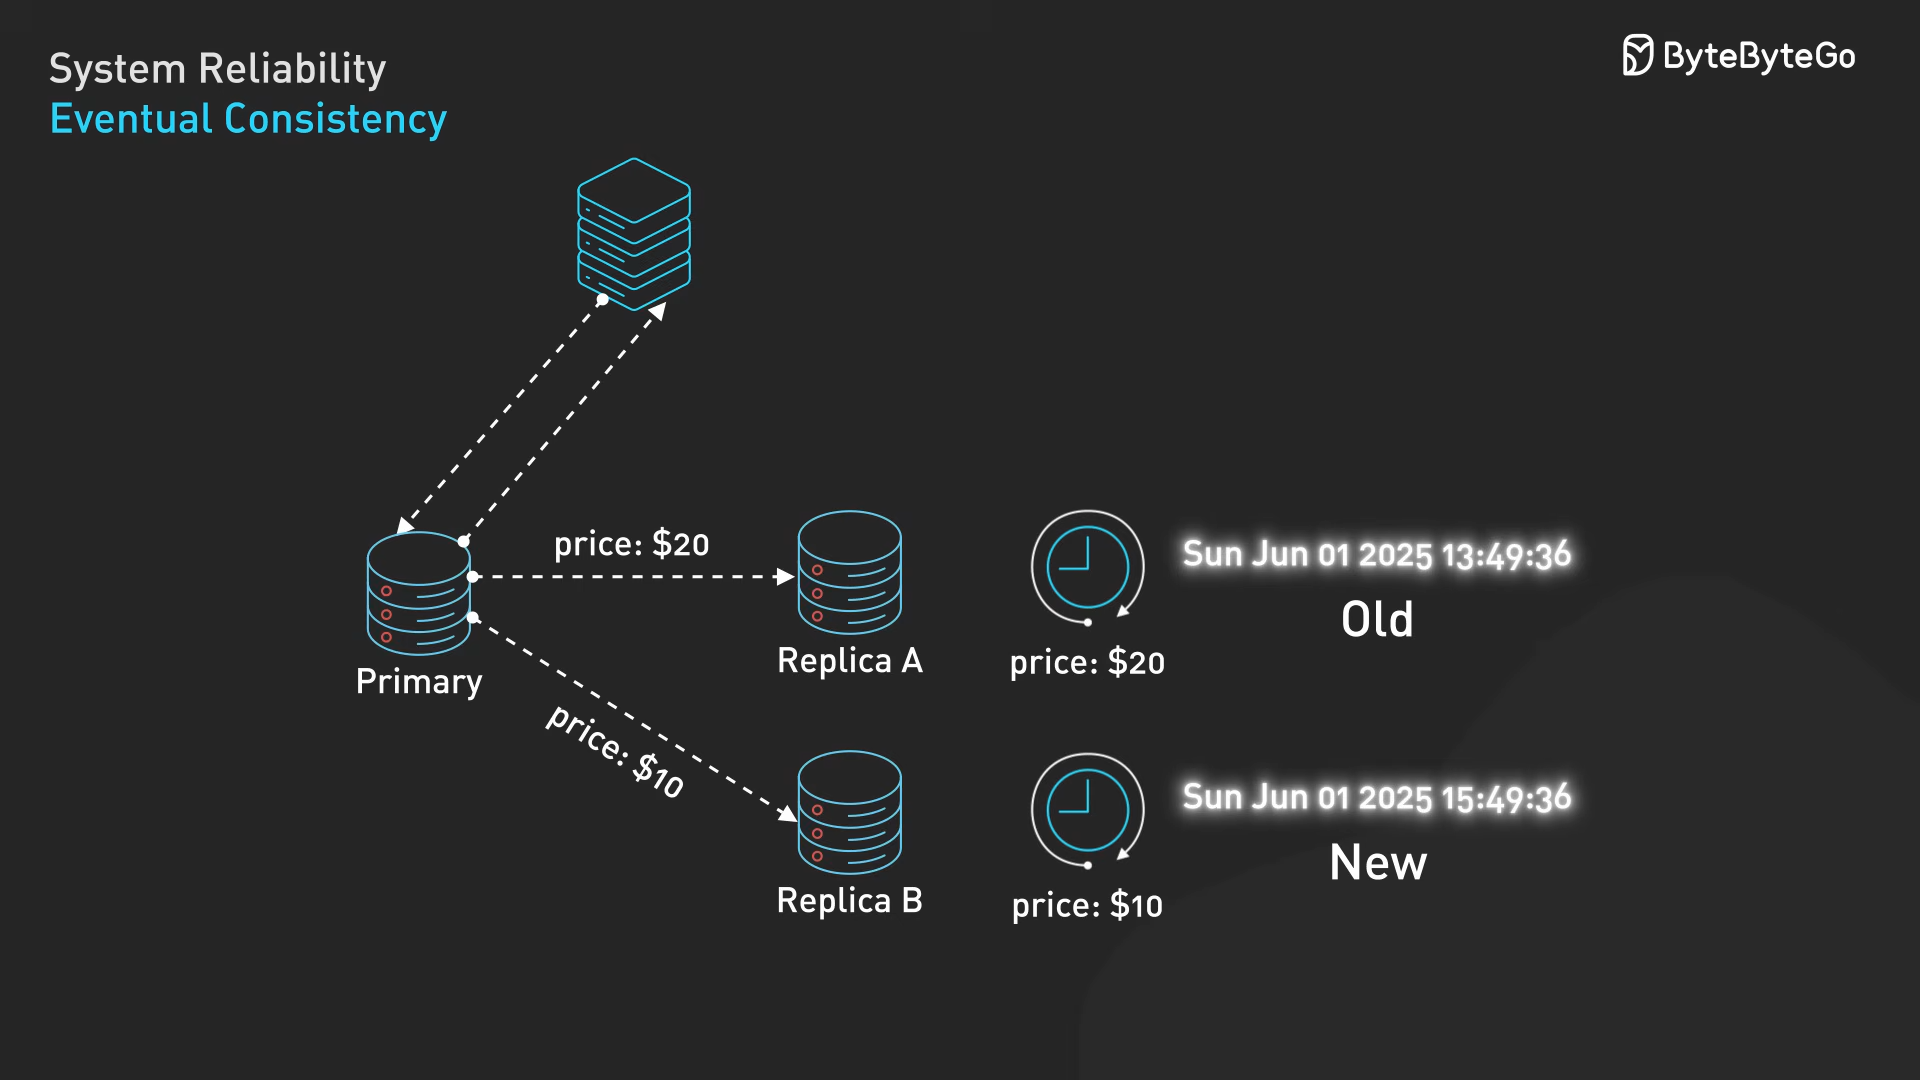 System Reliability
Eventual Consistency
ByteByteGo
price: $20
Primary
price: $10
Replica A
price: $20
Sun Jun 01 2025 13:49:36
Old
Replica B
price: $10
Sun Jun 01 2025 15:49:36
New